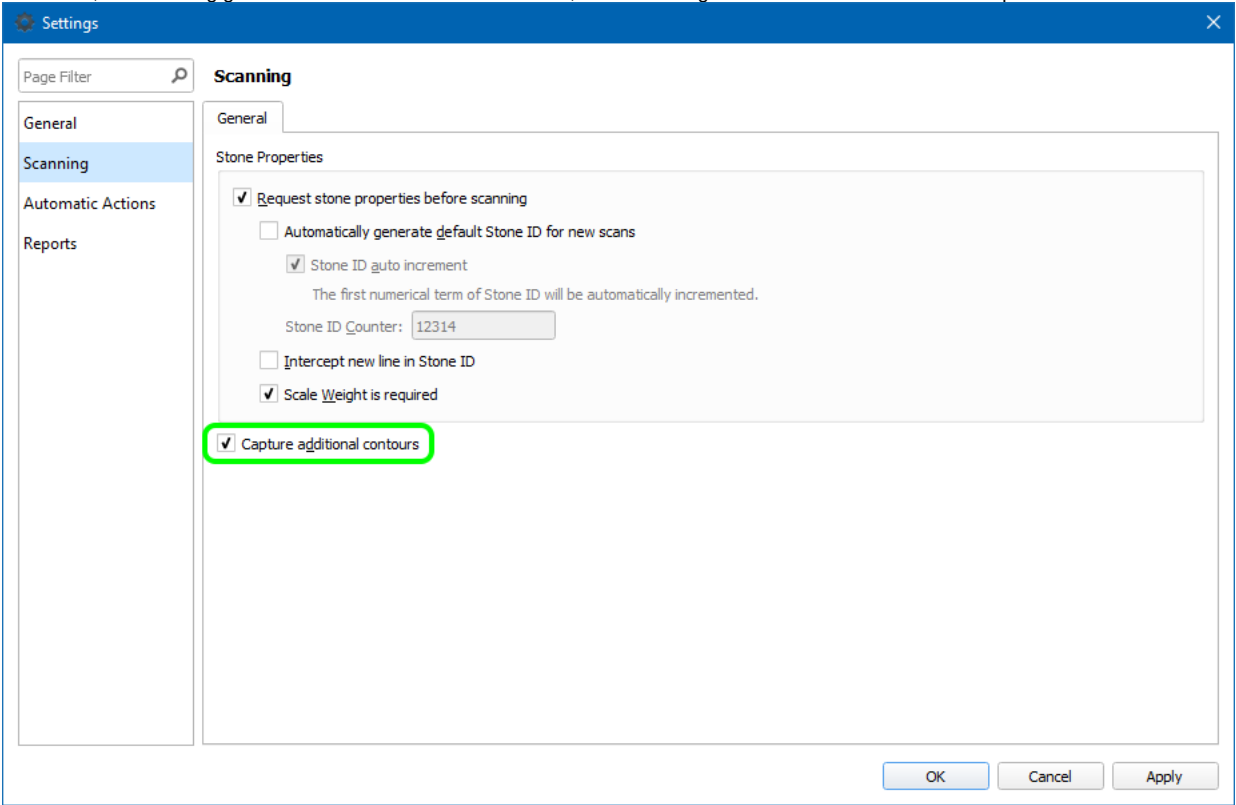 Settings
Page Filter
Scanning
General
Scanning
Automatic Actions
Reports
General
Stone Properties
Request stone properties before scanning
Automatically generate default Stone ID for new scans
Stone ID auto increment
The first numerical term of Stone ID will be automatically incremented.
Stone ID Counter: 12314
Intercept new line in Stone ID
Scale Weight is required
Capture additional contours
OK Cancel Apply